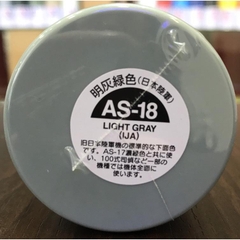 明灰緑色(日本陸軍)
AS-18
LIGHT GRAY
(IJA)
旧日本陸軍機の標準的な下面色
です。AS-17濃緑色と共に使
い、100式司偵など一部の
機種では機体全面に
使います。